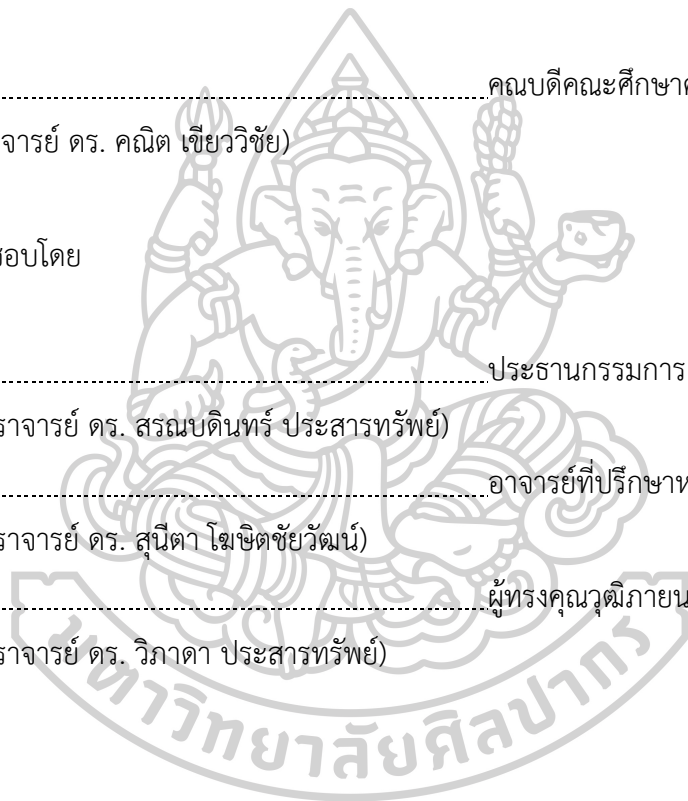 คณบดีคณะศึกษา
จารย์ ดร. คณิต เขียววิชัย)
สอบโดย
ประธานกรรมการ
ราจารย์ ดร. สรณบดินทร์ ประสารทรัพย์)
อาจารย์ที่ปรึกษาห
ราจารย์ ดร. สุนีตา โฆษิตชัยวัฒน์)
ผู้ทรงคุณวุฒิภายน
ราจารย์ ดร. วิภาดา ประสารทรัพย์)
มหาวิทยาลัยศิลปากร